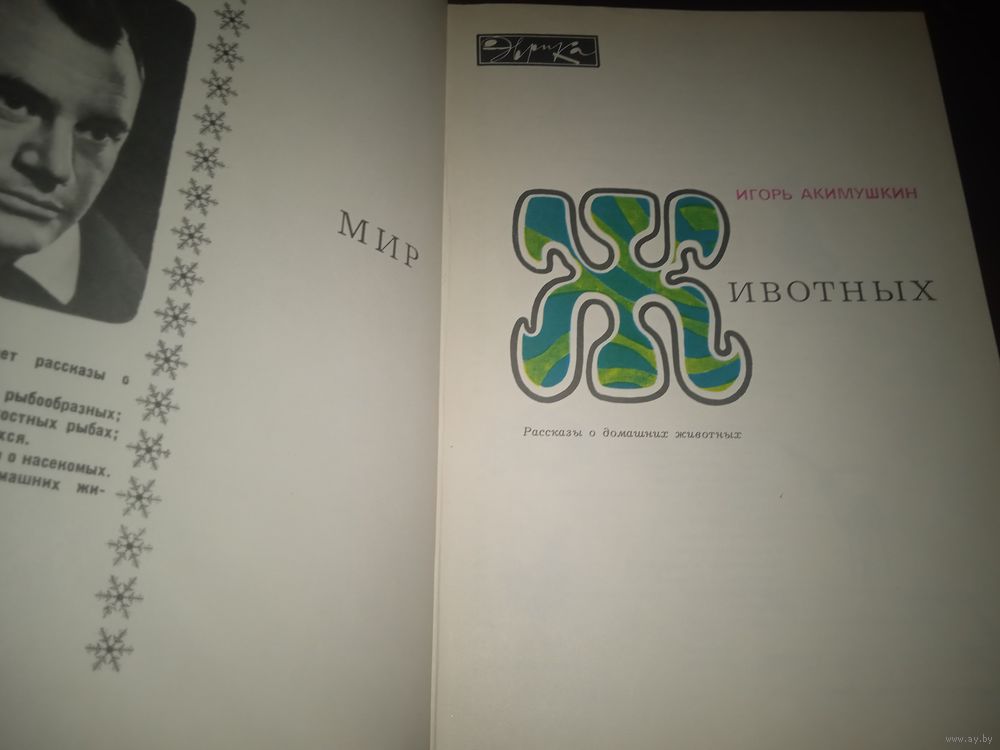 ет рассказы о
рыбообразных;
остных рыбах;
хся.
о насекомых.
машних жи-
МИР
Эврика
ИГОРЬ АКИМУШКИН
ЖИВОТНЫХ
Рассказы о домашних животных
www.ay.by